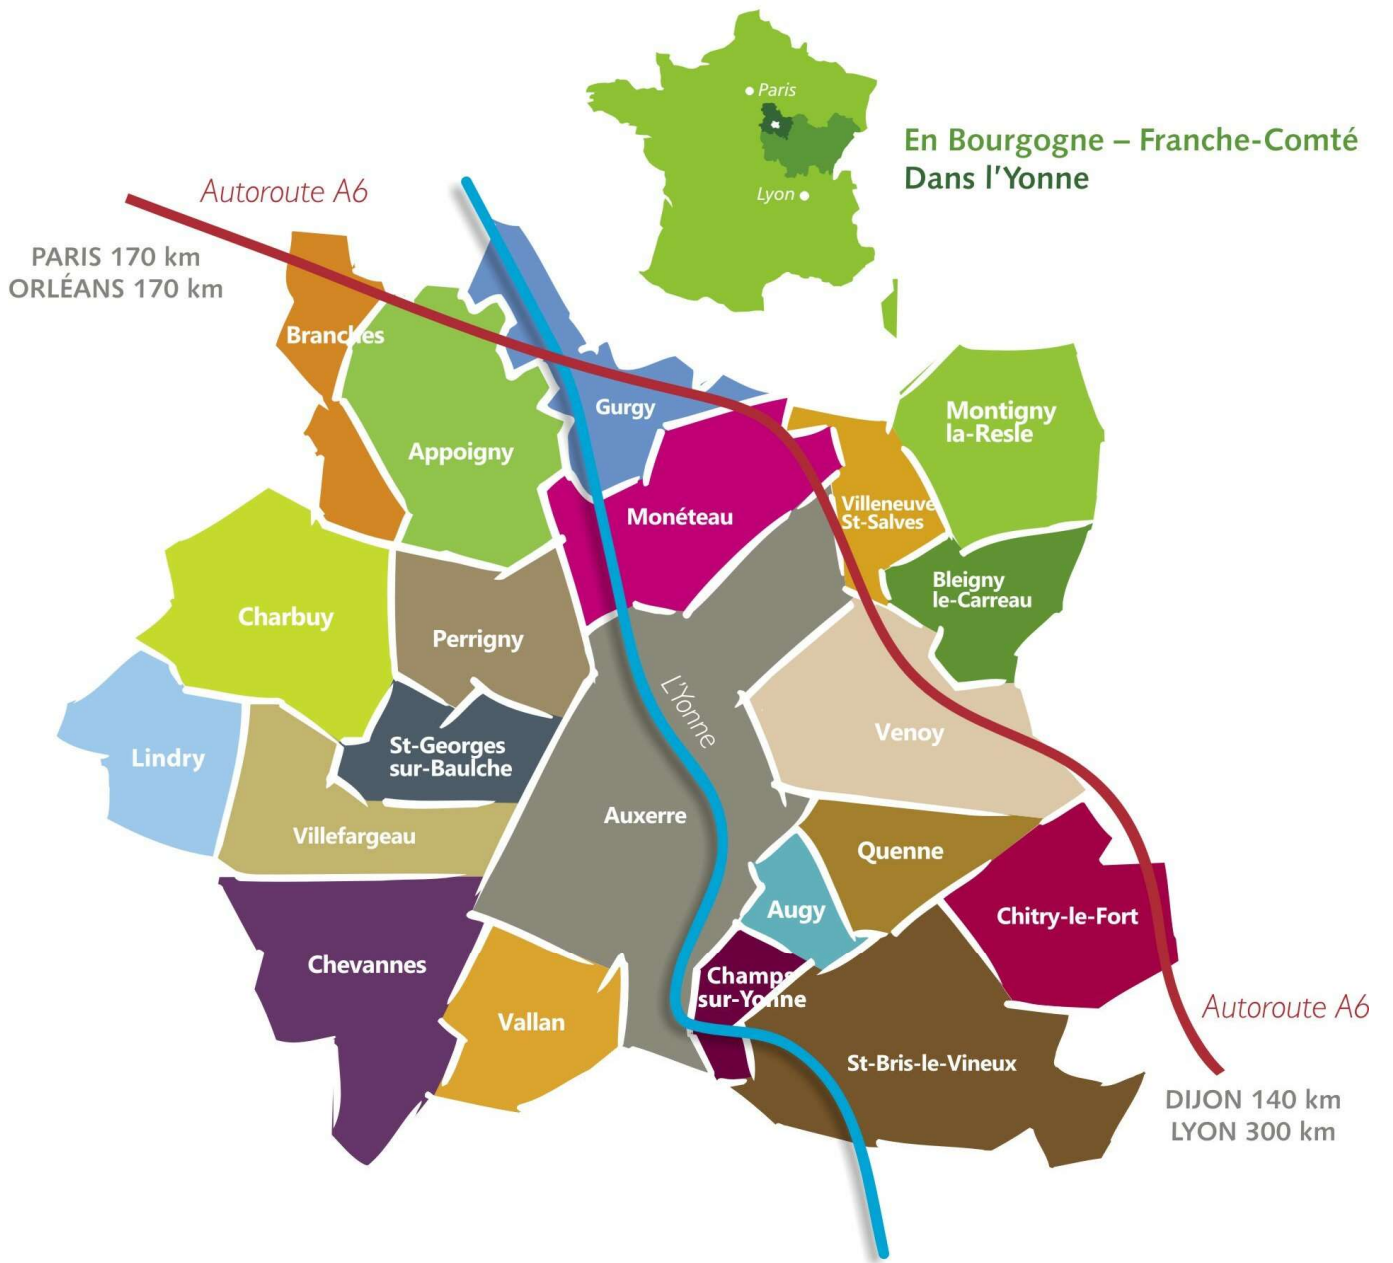 Paris
En Bourgogne – Franche-Comté
Dans l'Yonne
Lyon
Autoroute A6
PARIS 170 km
ORLÉANS 170 km
Branches
Gurgy
Montigny
la-Resle
Appoigny
Villeneuve
St-Salves
Monéteau
Bleigny
le-Carreau
Charbuy
Perrigny
L'Yonne
Venoy
St-Georges
sur-Baulche
Lindry
Auxerre
Villefargeau
Quenne
Augy
Chitry-le-Fort
Chevannes
Champs
sur-Yonne
Autoroute A6
Vallan
St-Bris-le-Vineux
DIJON 140 km
LYON 300 km